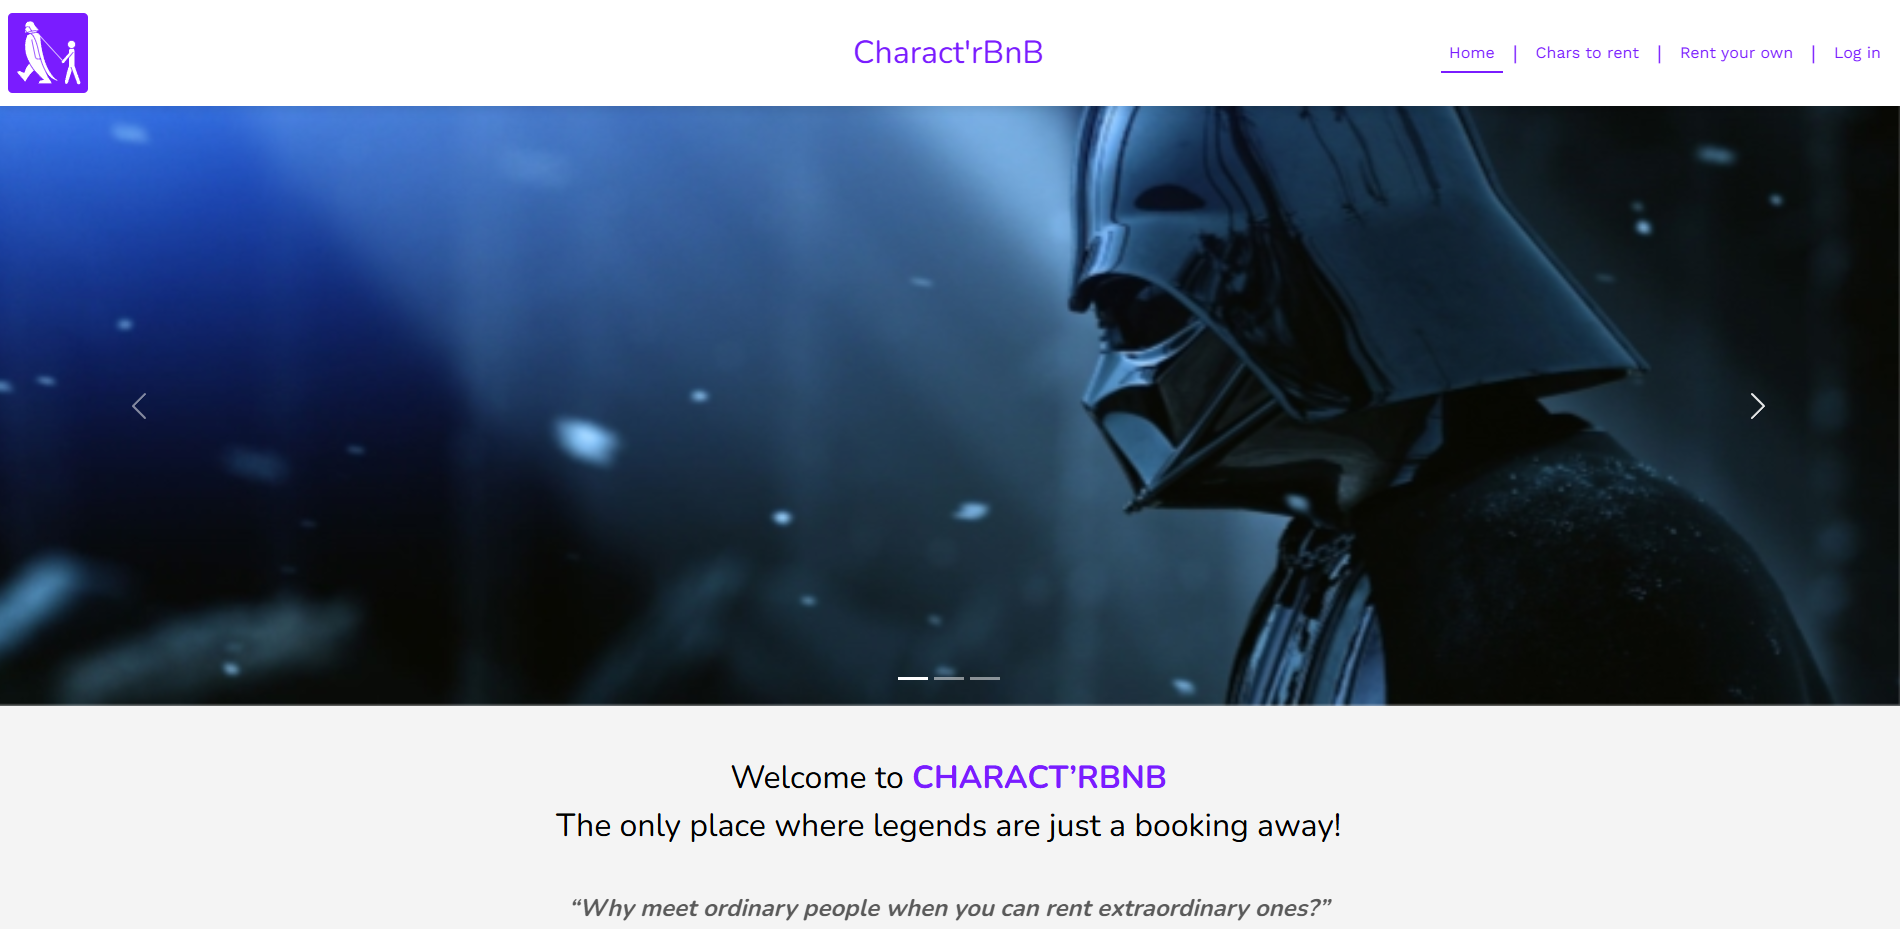 Charact'rBnB
Home | Chars to rent | Rent your own | Log in
Welcome to CHARACT’RBNB
The only place where legends are just a booking away!
“Why meet ordinary people when you can rent extraordinary ones?”